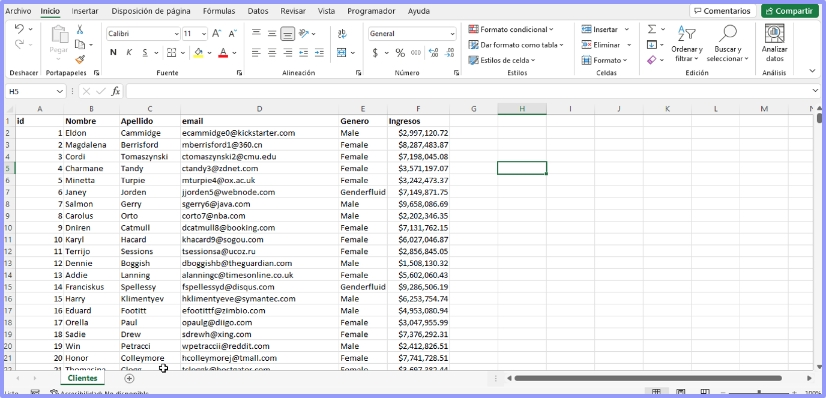 Archivo Inicio Insertar Disposición de página Fórmulas Datos Revisar Vista Programador Ayuda Comentarios Compartir
Calibri 11 General Formato condicional Insertar
Pegar Dar formato como tabla Eliminar Ordenar y filtrar Buscar y seleccionar Analizar datos
N K S $ % 000 Estilos de celda Formato
Deshacer Portapapeles Fuente Alineación Número Estilos Celdas Edición Análisis
H5 fx
A B C D E F G H I J K L M
1 id Nombre Apellido email Genero Ingresos
2 1 Eldon Cammidge ecammidge0@kickstarter.com Male $2,997,120.72
3 2 Magdalena Berrisford mberrisford1@360.cn Female $8,287,483.87
4 3 Cordi Tomaszynski ctomaszynski2@cmu.edu Female $7,198,045.08
5 4 Charmane Tandy ctandy3@zdnet.com Female $3,571,197.07
6 5 Minetta Turpie mturpie4@ox.ac.uk Female $3,242,473.37
7 6 Janey Jorden jjorden5@webnode.com Genderfluid $7,149,871.75
8 7 Salmon Gerry sgerry6@java.com Male $9,658,086.69
9 8 Carolus Orto corto7@nba.com Male $2,202,346.35
10 9 Dniren Catmull dcatmull8@booking.com Female $7,131,762.15
11 10 Karyl Hacard khacard9@sogou.com Female $6,027,046.87
12 11 Terrijo Sessions tsessionsa@ucoz.ru Female $2,856,845.05
13 12 Dennie Boggish dboggishb@theguardian.com Male $1,508,130.32
14 13 Addie Lanning alanningc@timesonline.co.uk Female $5,602,060.43
15 14 Franciskus Spellessy fspellessyd@disqus.com Genderfluid $9,286,506.19
16 15 Harry Klimentyev hklimentyeve@symantec.com Male $6,253,754.74
17 16 Eduard Footitt efootittf@zimbio.com Male $4,953,080.94
18 17 Orella Paul opaulg@diigo.com Female $3,047,955.99
19 18 Sadie Drew sdrewh@xing.com Female $7,376,292.31
20 19 Win Petracci wpetraccii@reddit.com Male $2,412,826.51
21 20 Honor Colleymore hcolleymorej@tmall.com Female $7,741,728.51
21 Thomasina Clogg Female
Clientes